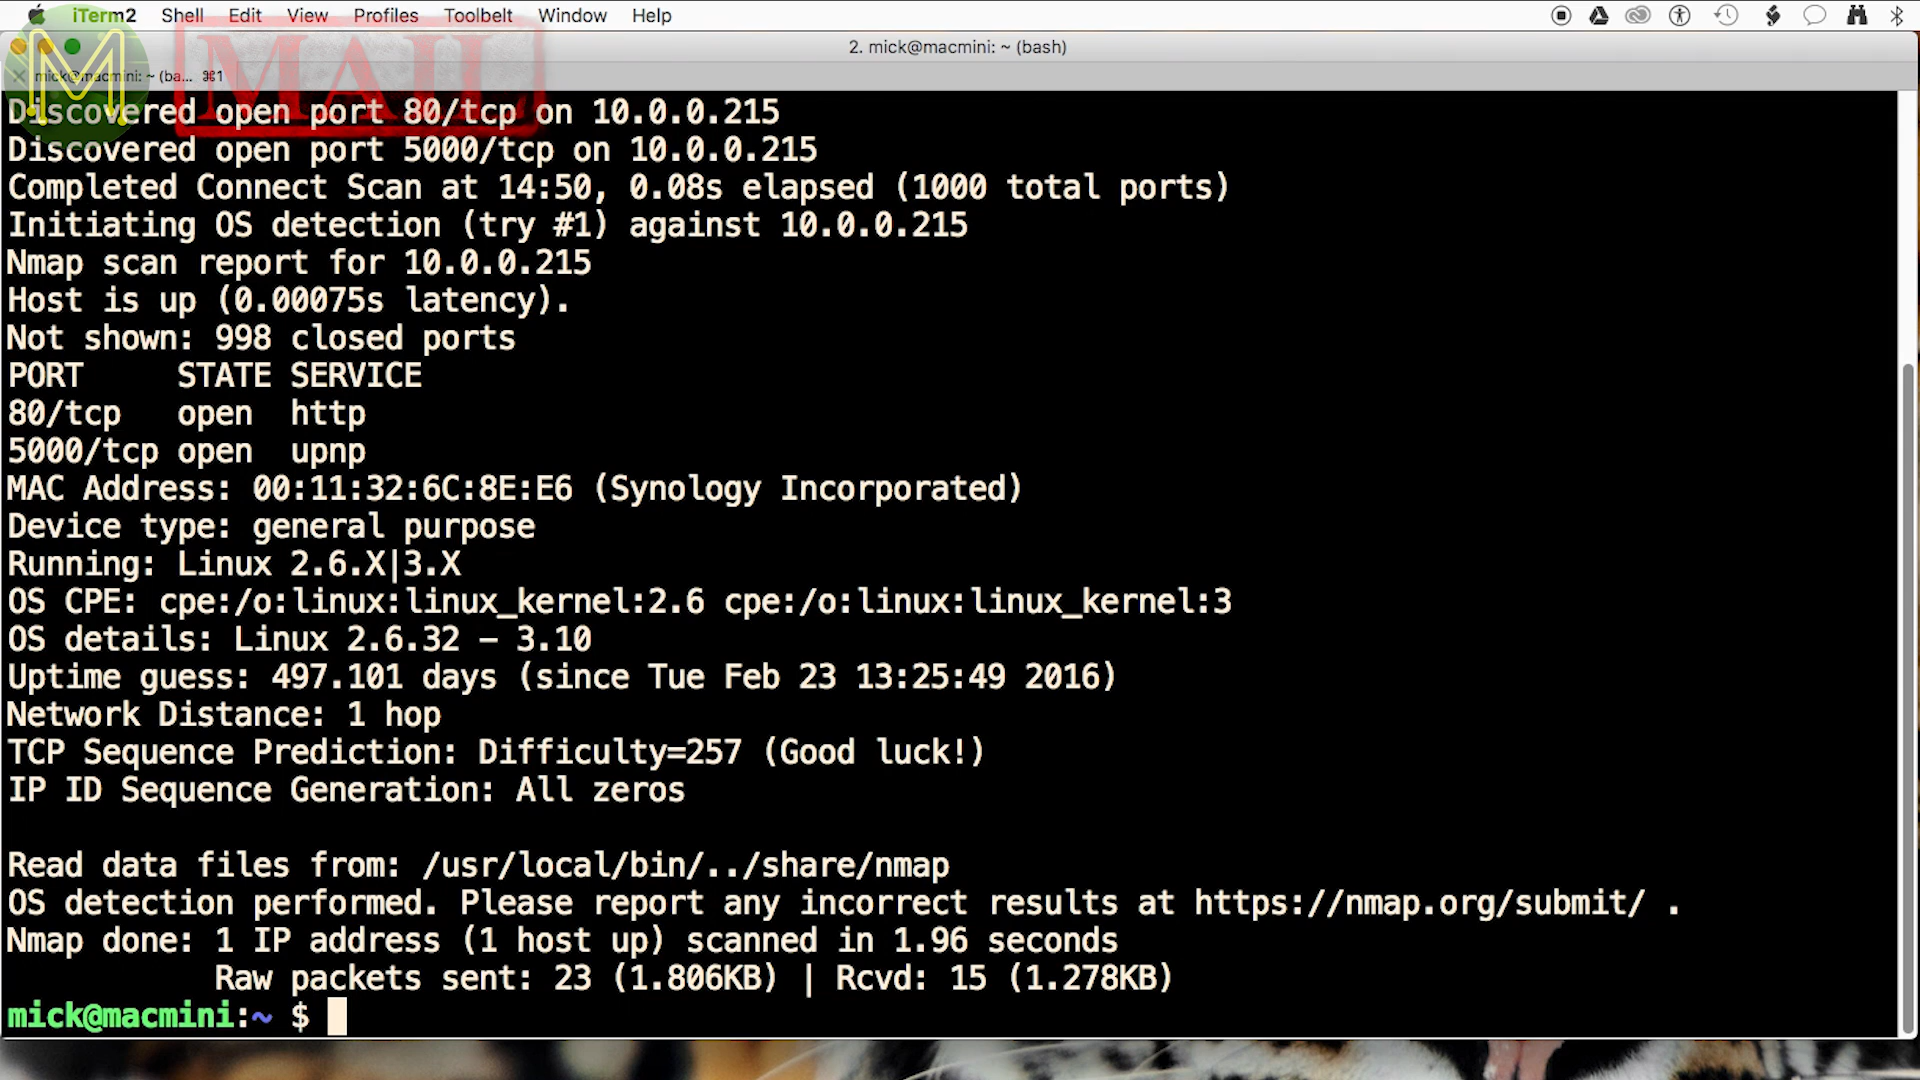 iTerm2 Shell Edit View Profiles Toolbelt Window Help
2. mick@macmini: ~ (bash)
mick@macmini: ~ (ba... ⌘1
M
MAIL
Discovered open port 80/tcp on 10.0.0.215
Discovered open port 5000/tcp on 10.0.0.215
Completed Connect Scan at 14:50, 0.08s elapsed (1000 total ports)
Initiating OS detection (try #1) against 10.0.0.215
Nmap scan report for 10.0.0.215
Host is up (0.00075s latency).
Not shown: 998 closed ports
PORT     STATE SERVICE
80/tcp   open  http
5000/tcp open  upnp
MAC Address: 00:11:32:6C:8E:E6 (Synology Incorporated)
Device type: general purpose
Running: Linux 2.6.X|3.X
OS CPE: cpe:/o:linux:linux_kernel:2.6 cpe:/o:linux:linux_kernel:3
OS details: Linux 2.6.32 – 3.10
Uptime guess: 497.101 days (since Tue Feb 23 13:25:49 2016)
Network Distance: 1 hop
TCP Sequence Prediction: Difficulty=257 (Good luck!)
IP ID Sequence Generation: All zeros
Read data files from: /usr/local/bin/../share/nmap
OS detection performed. Please report any incorrect results at https://nmap.org/submit/ .
Nmap done: 1 IP address (1 host up) scanned in 1.96 seconds
Raw packets sent: 23 (1.806KB) | Rcvd: 15 (1.278KB)
mick@macmini:~ $